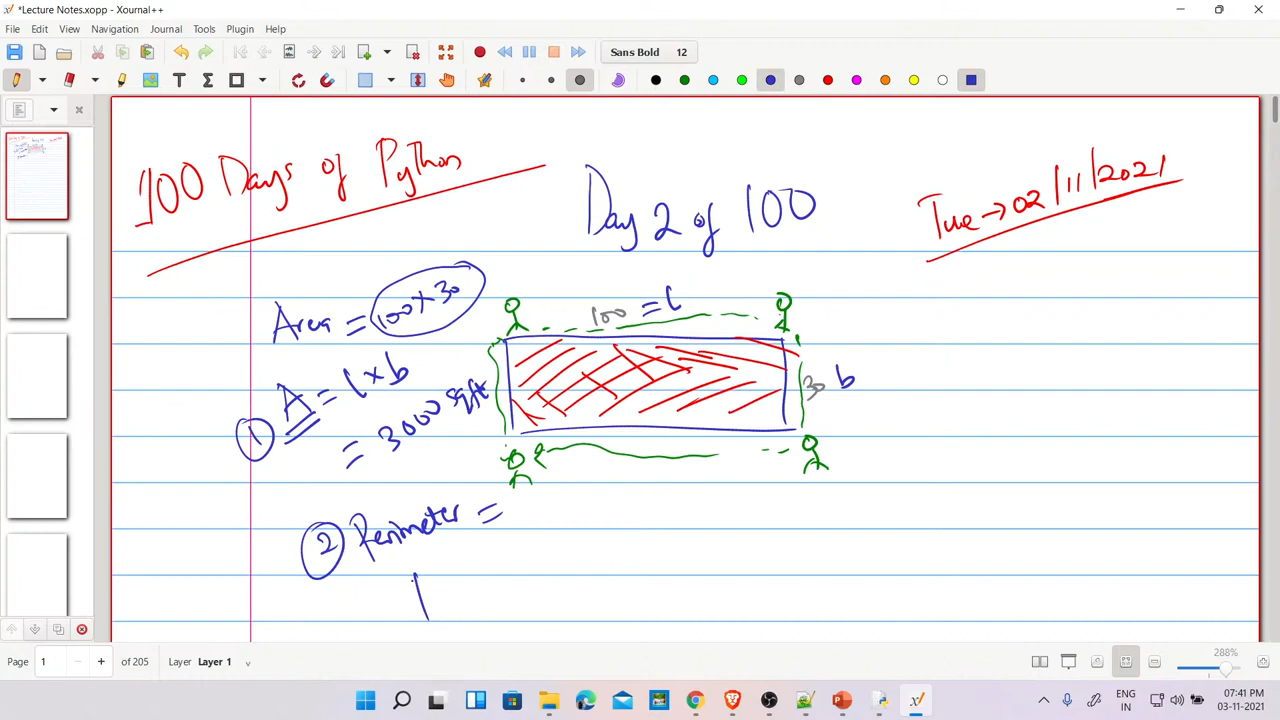 *Lecture Notes.xopp - Xournal++
File Edit View Navigation Journal Tools Plugin Help
Sans Bold 12
100 Days of Python
Day 2 of 100
Tue → 02/11/2021
Area = 100 x 30
100 = l
A = l x b
30 b
1
= 3000 sqft
2 Perimeter =
Page 1 of 205 Layer Layer 1
288%
ENG
IN
07:41 PM
03-11-2021